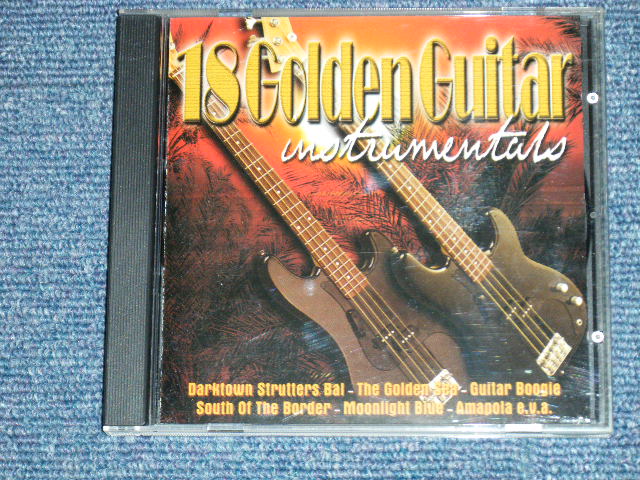 18 Golden Guitar
instrumentals
Darktown Strutters Bal - The Golden Sea - Guitar Boogie
South Of The Border - Moonlight Blue - Amapola e.v.a.